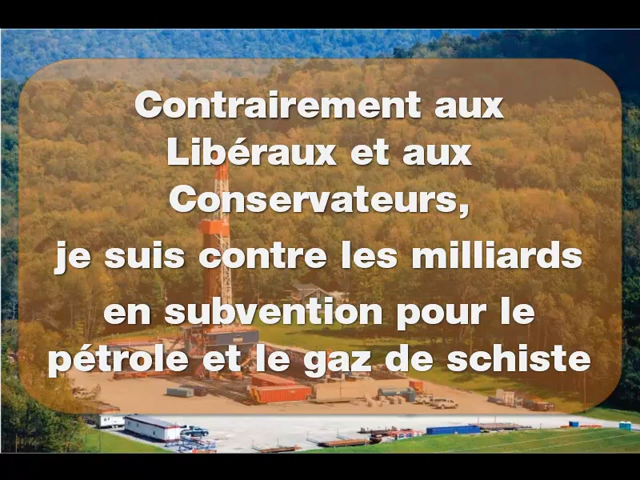 Contrairement aux
Libéraux et aux
Conservateurs,
je suis contre les milliards
en subvention pour le
pétrole et le gaz de schiste